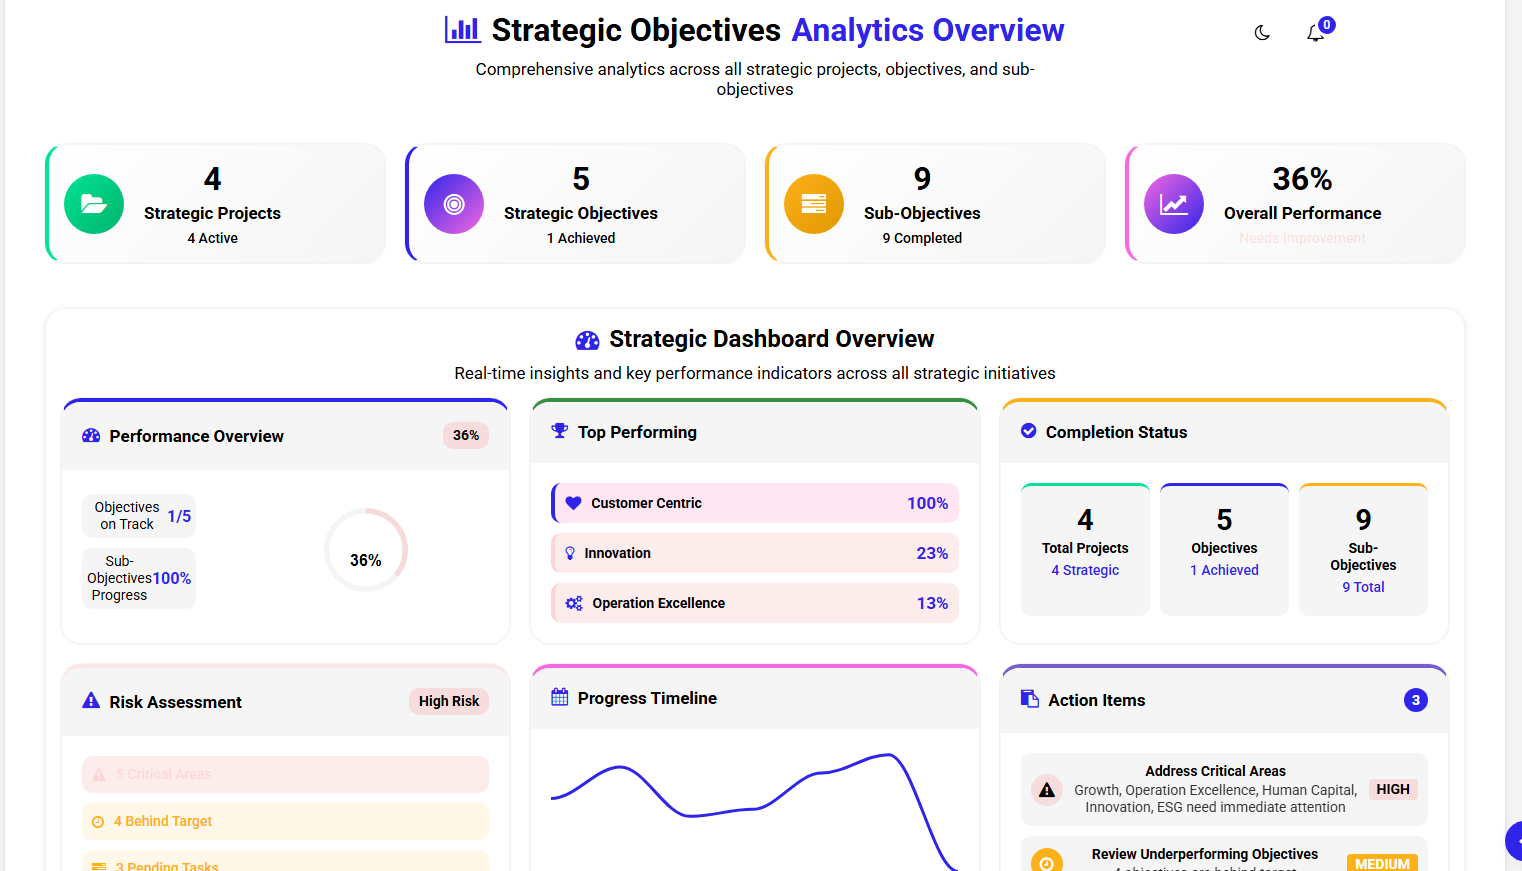 Strategic Objectives Analytics Overview
0
Comprehensive analytics across all strategic projects, objectives, and sub-
objectives
4
Strategic Projects
4 Active
5
Strategic Objectives
1 Achieved
9
Sub-Objectives
9 Completed
36%
Overall Performance
Needs Improvement
Strategic Dashboard Overview
Real-time insights and key performance indicators across all strategic initiatives
Performance Overview
36%
Objectives
on Track
1/5
Sub-
Objectives
Progress
100%
36%
Top Performing
Customer Centric
100%
Innovation
23%
Operation Excellence
13%
Completion Status
4
Total Projects
4 Strategic
5
Objectives
1 Achieved
9
Sub-
Objectives
9 Total
Risk Assessment
High Risk
5 Critical Areas
4 Behind Target
3 Pending Tasks
Progress Timeline
Action Items
3
Address Critical Areas
Growth, Operation Excellence, Human Capital,
Innovation, ESG need immediate attention
HIGH
Review Underperforming Objectives
4 objectives are behind target
MEDIUM